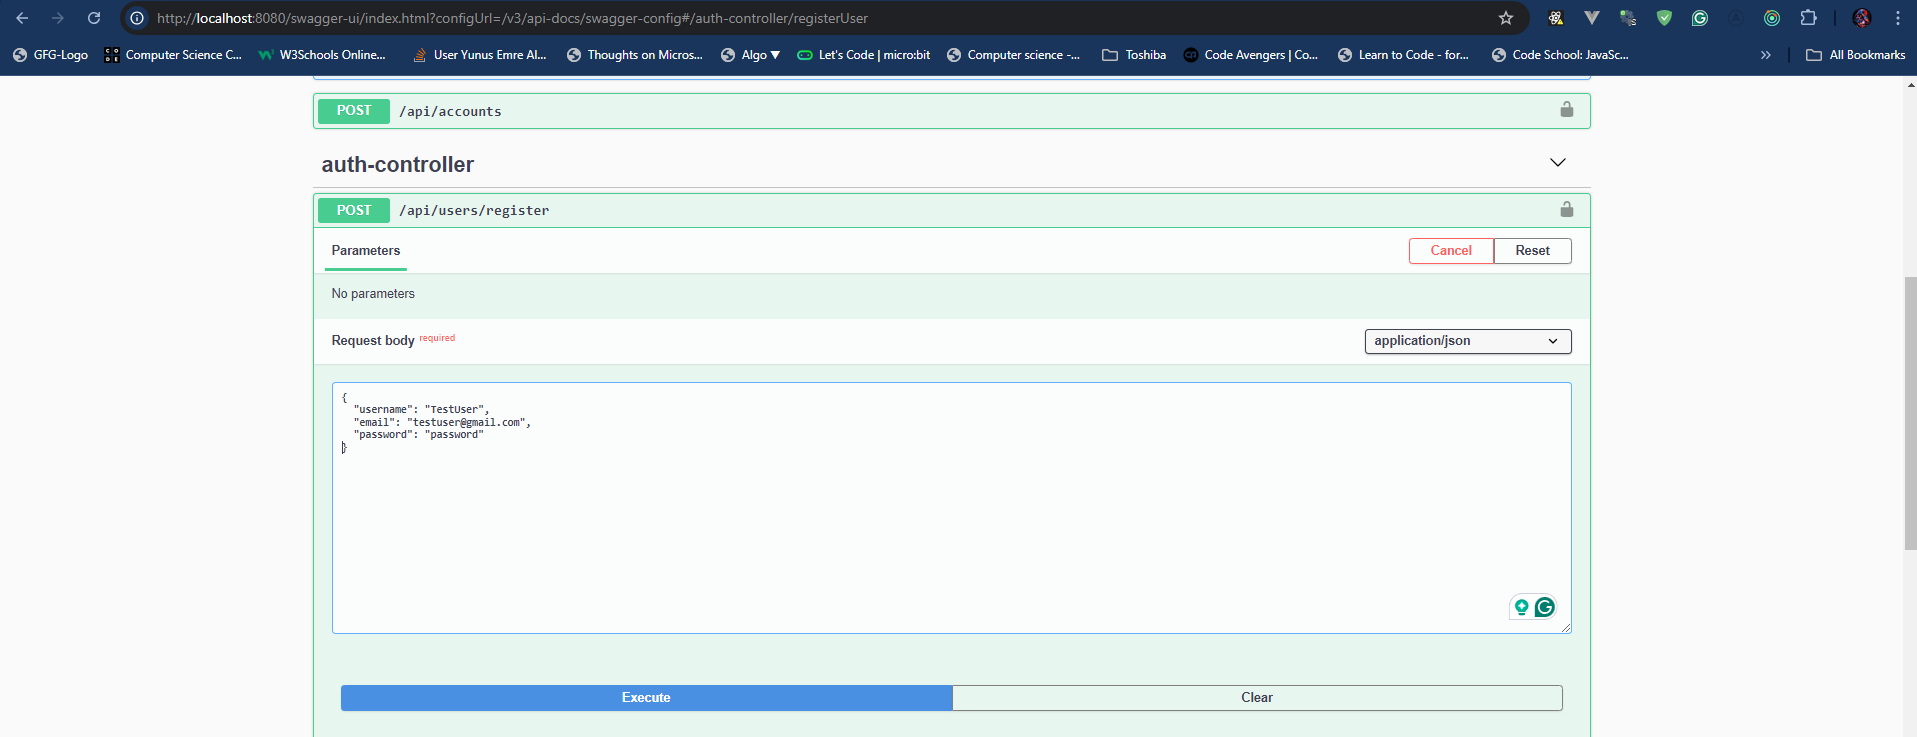 http://localhost:8080/swagger-ui/index.html?configUrl=/v3/api-docs/swagger-config#/auth-controller/registerUser
GFG-Logo Computer Science C... W3Schools Online... User Yunus Emre Al... Thoughts on Micros... Algo ▼ Let's Code | micro:bit Computer science -... Toshiba Code Avengers | Co... Learn to Code - for... Code School: JavaSc... » All Bookmarks
POST /api/accounts
auth-controller
POST /api/users/register
Parameters Cancel Reset
No parameters
Request body required application/json
{
"username": "TestUser",
"email": "testuser@gmail.com",
"password": "password"
}
Execute Clear